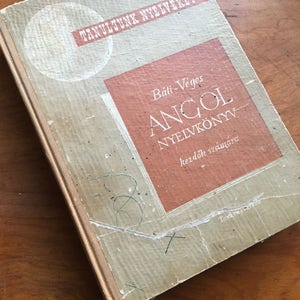 TANULJUNK NYELVEKET
Báti-Véges
ANGOL
NYELVKÖNYV
kezdők számára